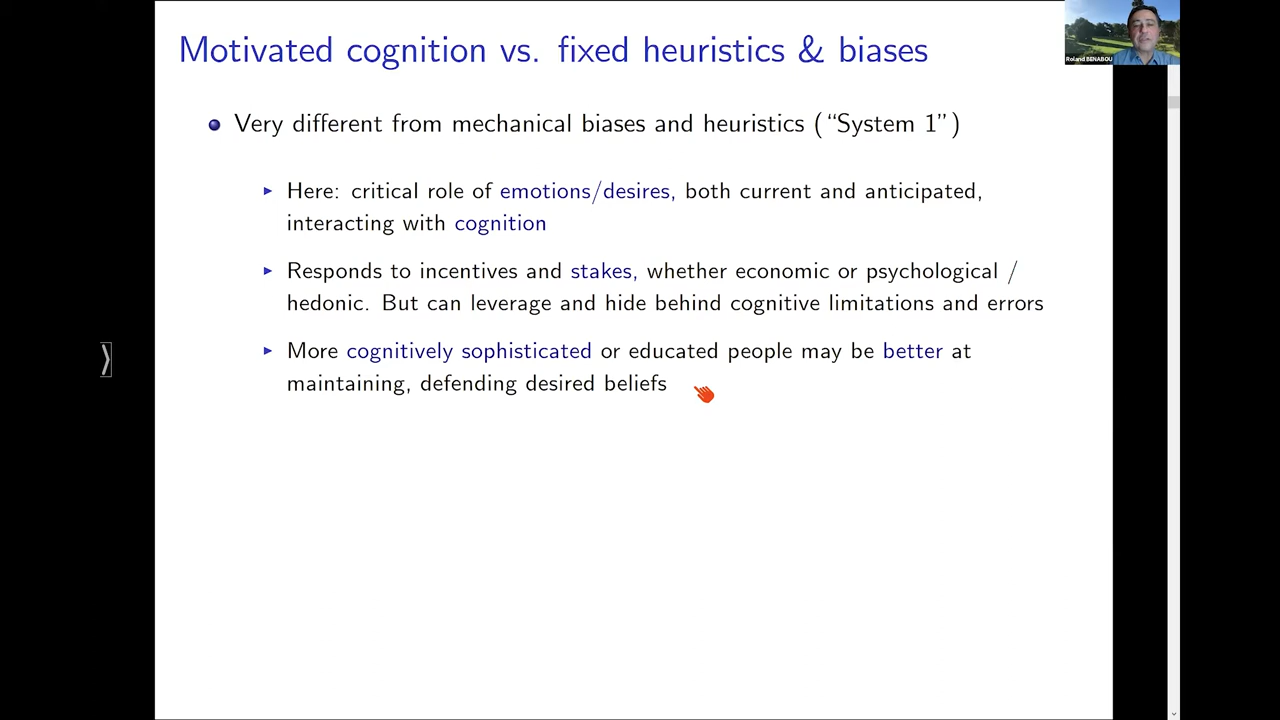 Motivated cognition vs. fixed heuristics & biases
Roland BENABOU
Very different from mechanical biases and heuristics (“System 1”)
Here: critical role of emotions/desires, both current and anticipated,
interacting with cognition
Responds to incentives and stakes, whether economic or psychological /
hedonic. But can leverage and hide behind cognitive limitations and errors
More cognitively sophisticated or educated people may be better at
maintaining, defending desired beliefs